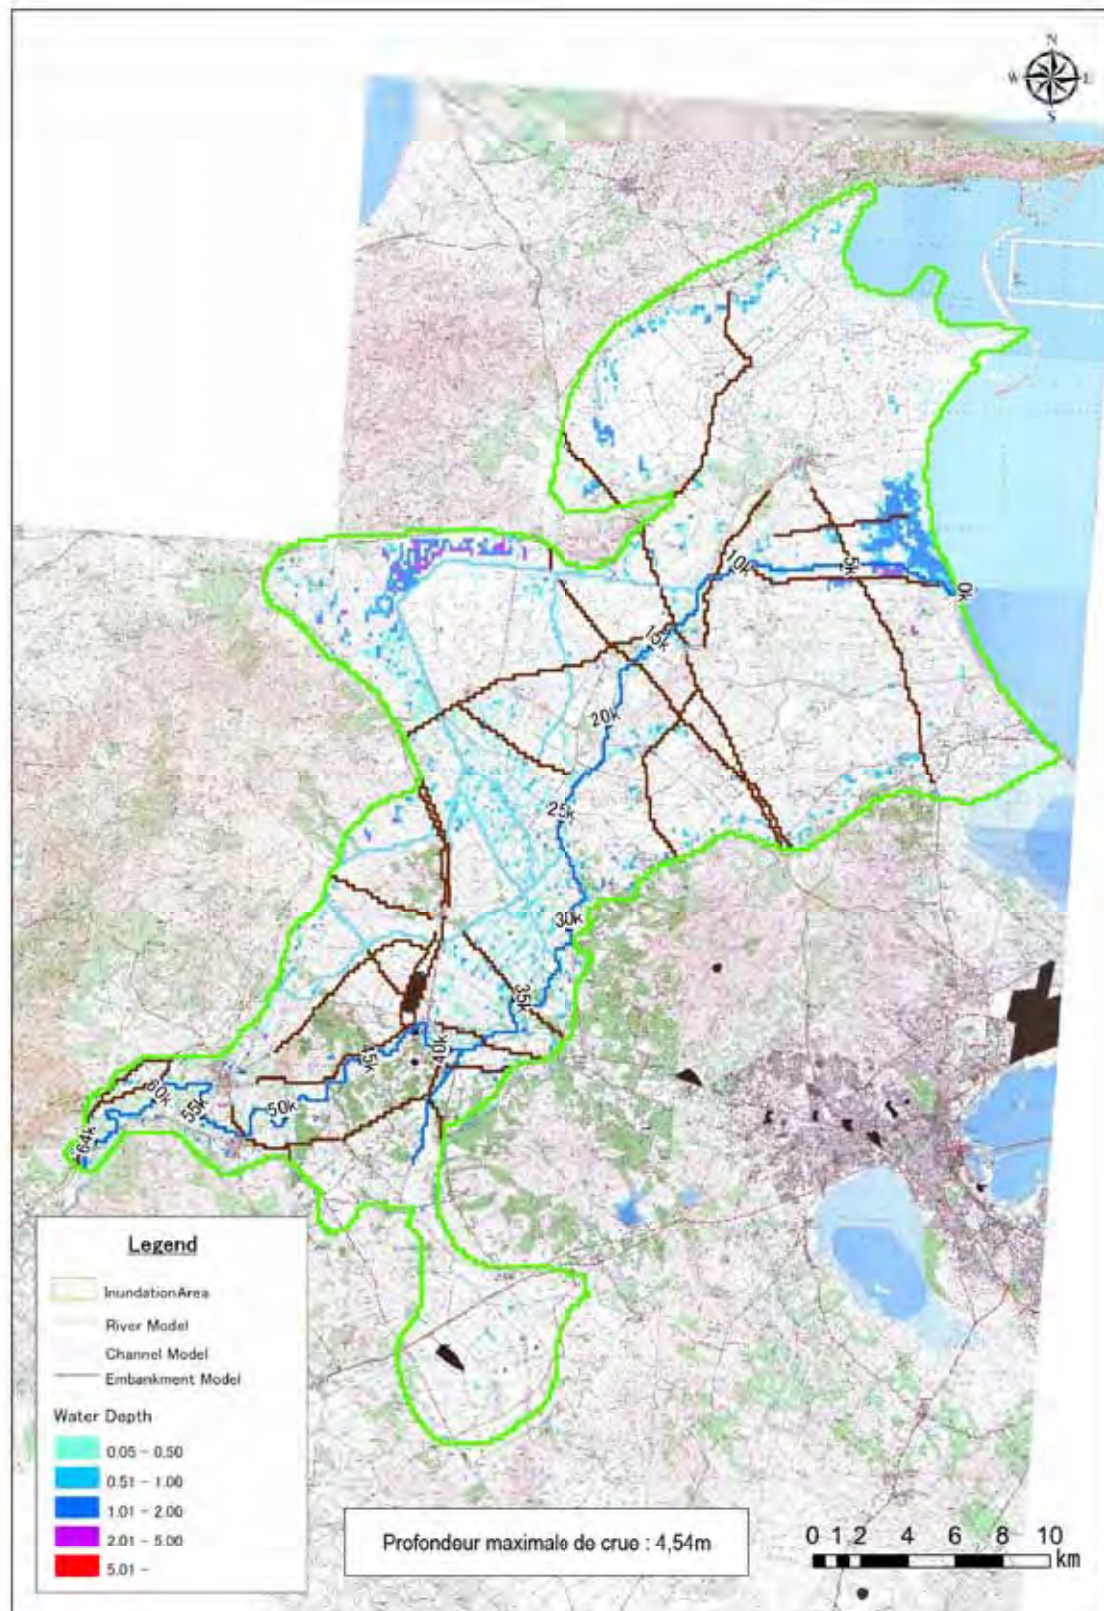 N
W E
S
0k
5k
10k
15k
20k
25k
30k
35k
40k
45k
50k
55k
60k
64k
Legend
InundationArea
River Model
Channel Model
Embankment Model
Water Depth
0.05 - 0.50
0.51 - 1.00
1.01 - 2.00
2.01 - 5.00
5.01 -
Profondeur maximale de crue : 4,54m
0 1 2 4 6 8 10
km